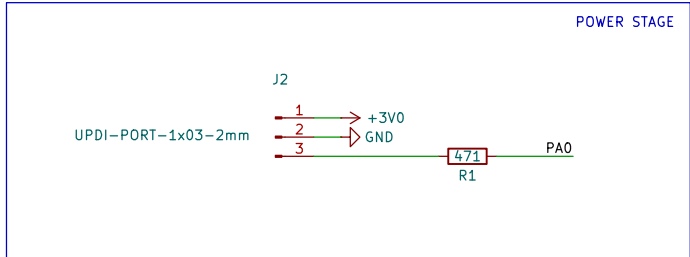 POWER STAGE
J2
1
+3V0
UPDI-PORT-1x03-2mm
2
GND
3
471
PA0
R1